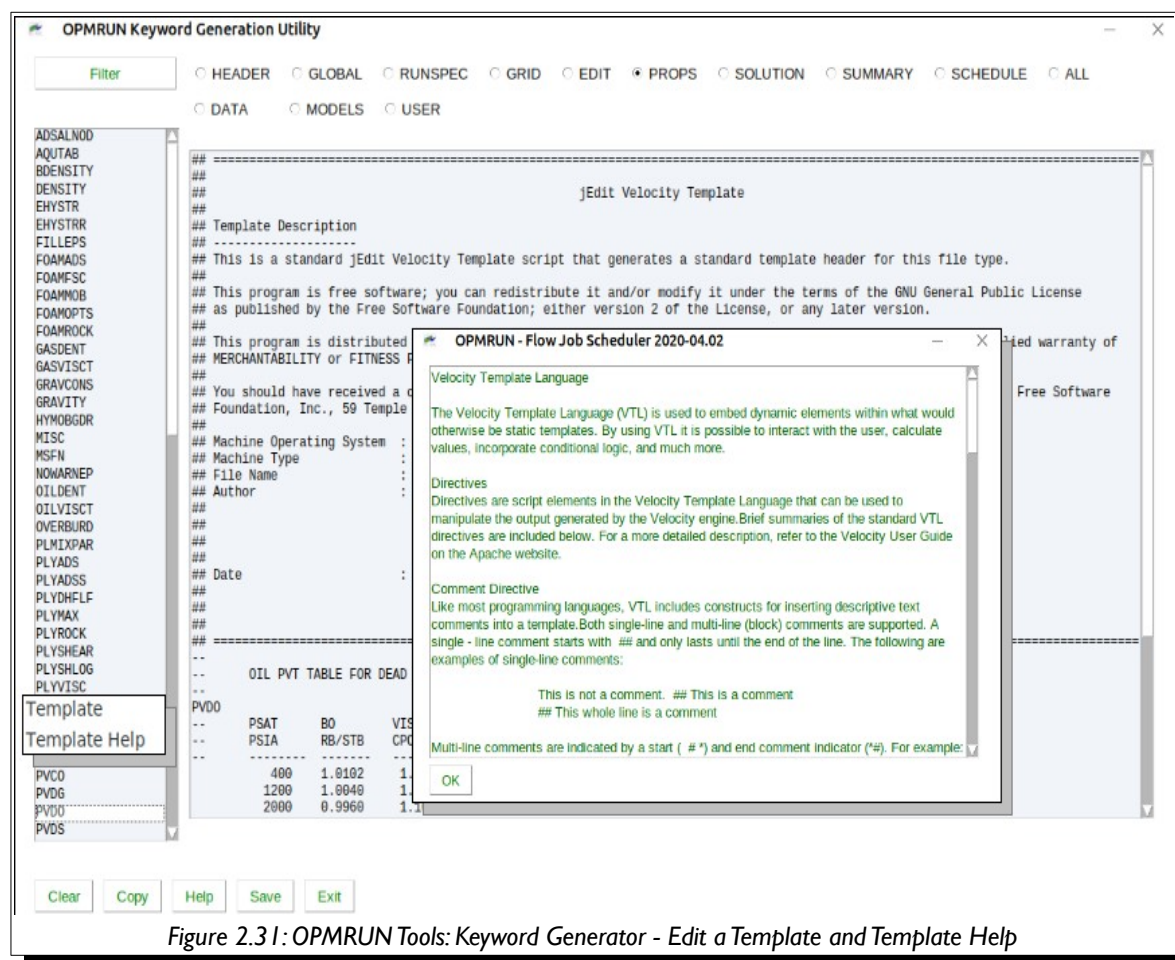 OPMRUN Keyword Generation Utility
Filter
HEADER GLOBAL RUNSPEC GRID EDIT PROPS SOLUTION SUMMARY SCHEDULE ALL
DATA MODELS USER
ADSALNOD
AQUTAB
BDENSITY
DENSITY
EHYSTR
EHYSTRR
FILLEPS
FOAMADS
FOAMFSC
FOAMMOB
FOAMOPTS
FOAMROCK
GASDENT
GASVISCT
GRAVCONS
GRAVITY
HYMOBGDR
MISC
MSFN
NOWARNEP
OILDENT
OILVISCT
OVERBURD
PLMIXPAR
PLYADS
PLYADSS
PLYDHFLF
PLYMAX
PLYROCK
PLYSHEAR
PLYSHLOG
PLYVISC
Template
Template Help
PVCO
PVDG
PVDO
PVDS
## ==========================================================================
##
## jEdit Velocity Template
##
## Template Description
## --------------------
## This is a standard jEdit Velocity Template script that generates a standard template header for this file type.
##
## This program is free software; you can redistribute it and/or modify it under the terms of the GNU General Public License
## as published by the Free Software Foundation; either version 2 of the License, or any later version.
##
## This program is distributed lied warranty of
## MERCHANTABILITY or FITNESS P
##
## You should have received a c Free Software
## Foundation, Inc., 59 Temple
##
## Machine Operating System :
## Machine Type :
## File Name :
## Author :
##
##
##
##
## Date :
##
##
##
## ==========================================================================
--
-- OIL PVT TABLE FOR DEAD
--
PVDO
-- PSAT BO VIS
-- PSIA RB/STB CPO
-- -------- ------- ---
400 1.0102 1.
1200 1.0040 1.
2000 0.9960 1.1
OPMRUN - Flow Job Scheduler 2020-04.02
Velocity Template Language
The Velocity Template Language (VTL) is used to embed dynamic elements within what would
otherwise be static templates. By using VTL it is possible to interact with the user, calculate
values, incorporate conditional logic, and much more.
Directives
Directives are script elements in the Velocity Template Language that can be used to
manipulate the output generated by the Velocity engine.Brief summaries of the standard VTL
directives are included below. For a more detailed description, refer to the Velocity User Guide
on the Apache website.
Comment Directive
Like most programming languages, VTL includes constructs for inserting descriptive text
comments into a template.Both single-line and multi-line (block) comments are supported. A
single - line comment starts with ## and only lasts until the end of the line. The following are
examples of single-line comments:
This is not a comment. ## This is a comment
## This whole line is a comment
Multi-line comments are indicated by a start ( # *) and end comment indicator (*#). For example:
OK
Clear Copy Help Save Exit
Figure 2.31: OPMRUN Tools: Keyword Generator - Edit a Template and Template Help